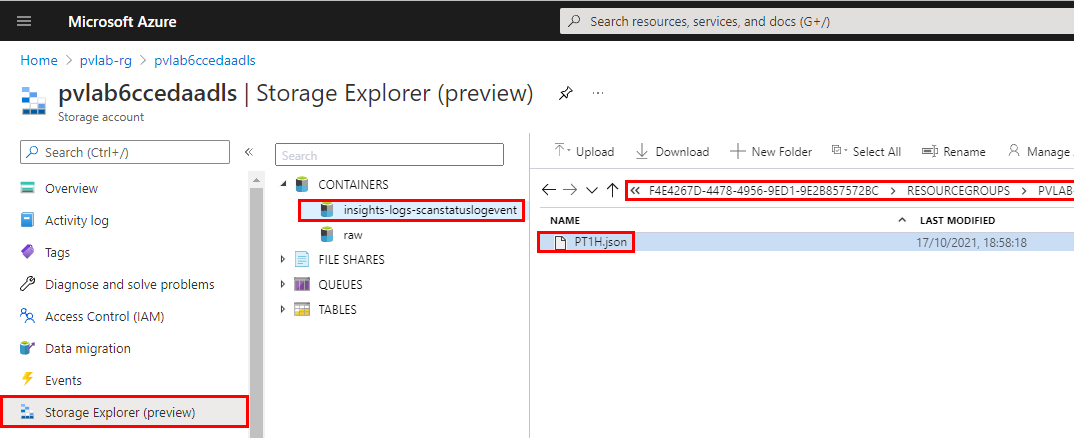 Microsoft Azure
Search resources, services, and docs (G+/)
Home > pvlab-rg > pvlab6ccedaadls
pvlab6ccedaadls | Storage Explorer (preview)
Storage account
Search (Ctrl+/)
Overview
Activity log
Tags
Diagnose and solve problems
Access Control (IAM)
Data migration
Events
Storage Explorer (preview)
Search
CONTAINERS
insights-logs-scanstatuslogevent
raw
FILE SHARES
QUEUES
TABLES
Upload Download New Folder Select All Rename Manage
F4E4267D-4478-4956-9ED1-9E2B857572BC > RESOURCEGROUPS > PVLAB-
NAME LAST MODIFIED
PT1H.json 17/10/2021, 18:58:18